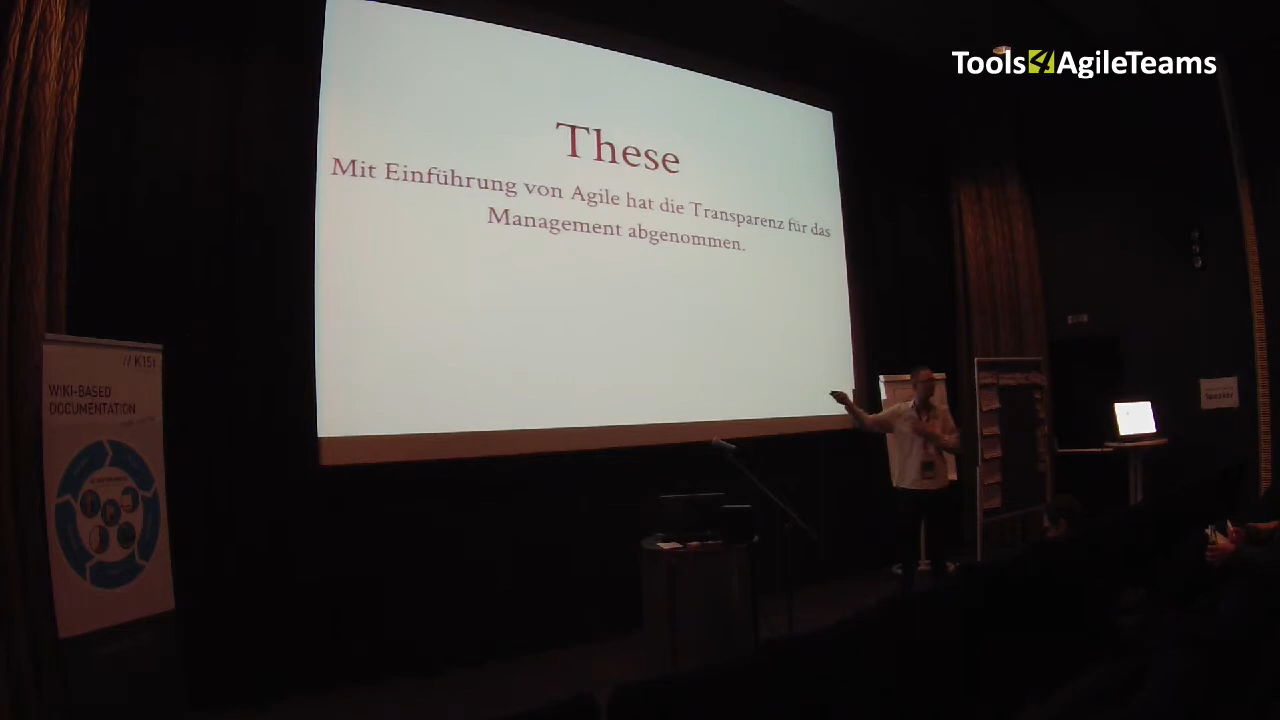 Tools4AgileTeams
These
Mit Einführung von Agile hat die Transparenz für das
Management abgenommen.
// K15t
WIKI-BASED
DOCUMENTATION